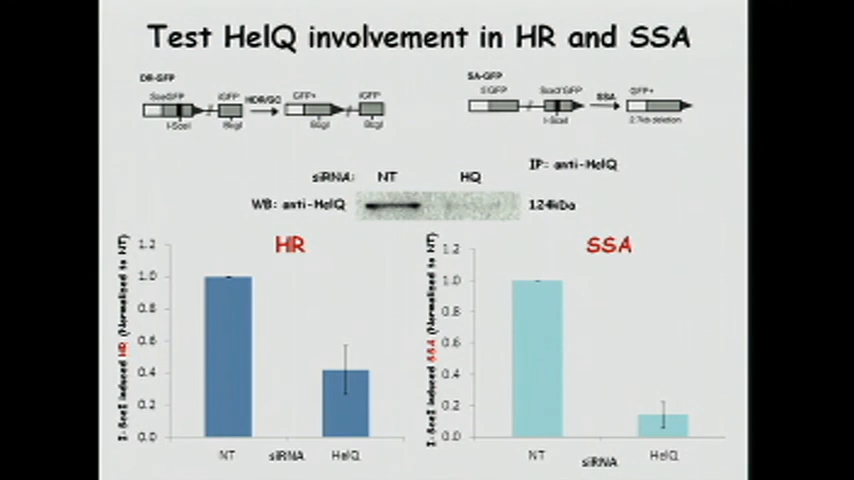 Test HelQ involvement in HR and SSA
DR-GFP
SceGFP iGFP HDR/GC GFP+ iGFP
I-SceI BcgI BcgI BcgI
SA-GFP
5'GFP SceI3'GFP SSA GFP+
I-SceI 2.7kb deletion
IP: anti-HelQ
siRNA: NT HQ
WB: anti-HelQ 124kDa
HR
I-SceI induced HR (Normalised to NT)
1.2
1.0
0.8
0.6
0.4
0.2
0.0
NT siRNA HelQ
SSA
I-SceI induced SSA (Normalised to NT)
1.2
1.0
0.8
0.6
0.4
0.2
0.0
NT siRNA HelQ